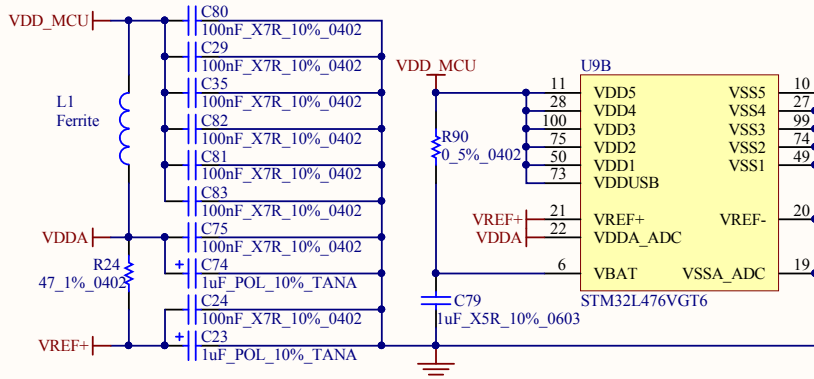 VDD_MCU
C80
100nF_X7R_10%_0402
C29
100nF_X7R_10%_0402
C35
100nF_X7R_10%_0402
C82
100nF_X7R_10%_0402
C81
100nF_X7R_10%_0402
C83
100nF_X7R_10%_0402
L1
Ferrite
VDDA
C75
100nF_X7R_10%_0402
+ C74
1uF_POL_10%_TANA
R24
47_1%_0402
C24
100nF_X7R_10%_0402
VREF+
+ C23
1uF_POL_10%_TANA
VDD_MCU
R90
0_5%_0402
C79
1uF_X5R_10%_0603
U9B
11 VDD5 VSS5 10
28 VDD4 VSS4 27
100 VDD3 VSS3 99
75 VDD2 VSS2 74
50 VDD1 VSS1 49
73 VDDUSB
VREF+ 21 VREF+ VREF- 20
VDDA 22 VDDA_ADC
6 VBAT VSSA_ADC 19
STM32L476VGT6